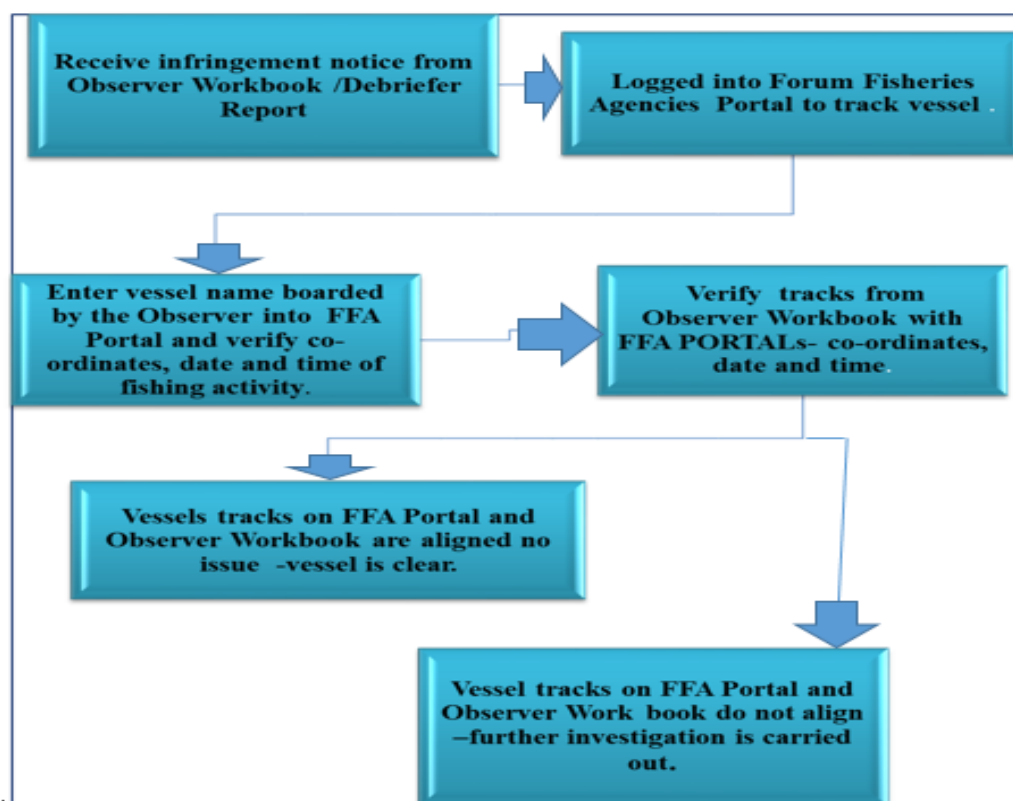 Receive infringement notice from
Observer Workbook /Debriefer
Report
Logged into Forum Fisheries
Agencies Portal to track vessel .
Enter vessel name boarded
by the Observer into FFA
Portal and verify co-
ordinates, date and time of
fishing activity.
Verify tracks from
Observer Workbook with
FFA PORTALs- co-ordinates,
date and time.
Vessels tracks on FFA Portal and
Observer Workbook are aligned no
issue -vessel is clear.
Vessel tracks on FFA Portal and
Observer Work book do not align
–further investigation is carried
out.